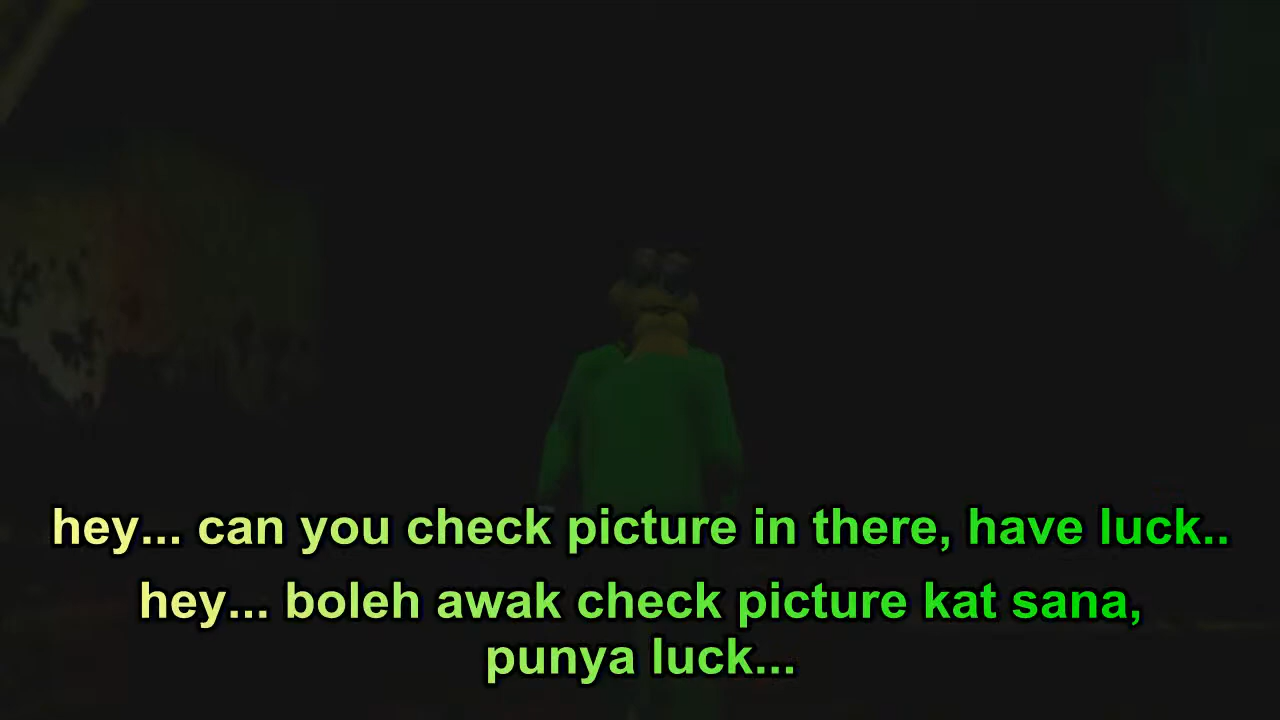 hey... can you check picture in there, have luck..
hey... boleh awak check picture kat sana,
punya luck...